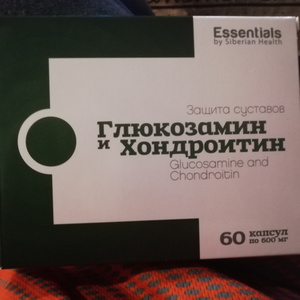 Essentials
by Siberian Health
Защита суставов
Глюкозамин
и Хондроитин
Glucosamine and
Chondroitin
60 капсул
по 600 мг